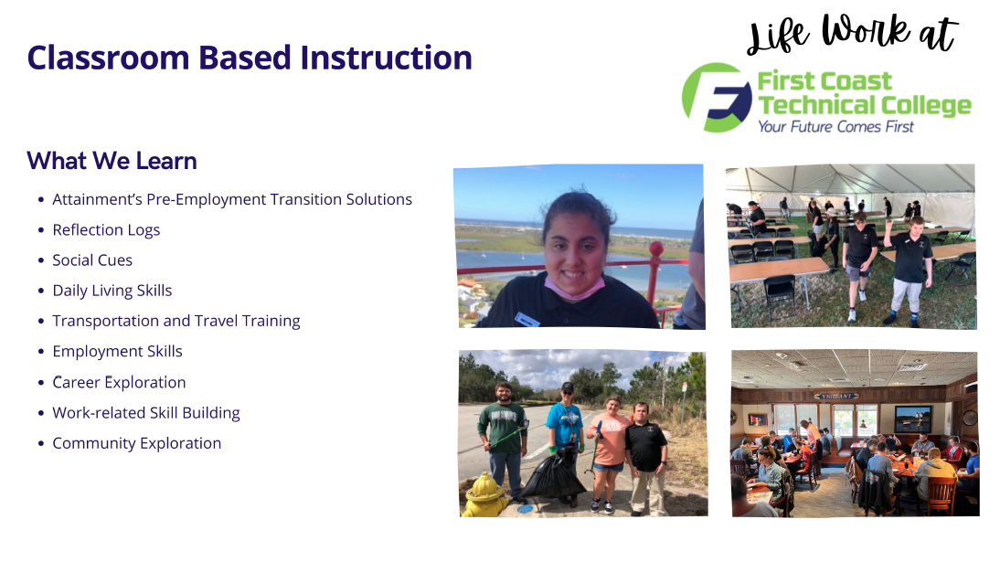 Life Work at
Classroom Based Instruction
First Coast
Technical College
Your Future Comes First
What We Learn
Attainment’s Pre-Employment Transition Solutions
Reflection Logs
Social Cues
Daily Living Skills
Transportation and Travel Training
Employment Skills
Career Exploration
Work-related Skill Building
Community Exploration
VIGILANT